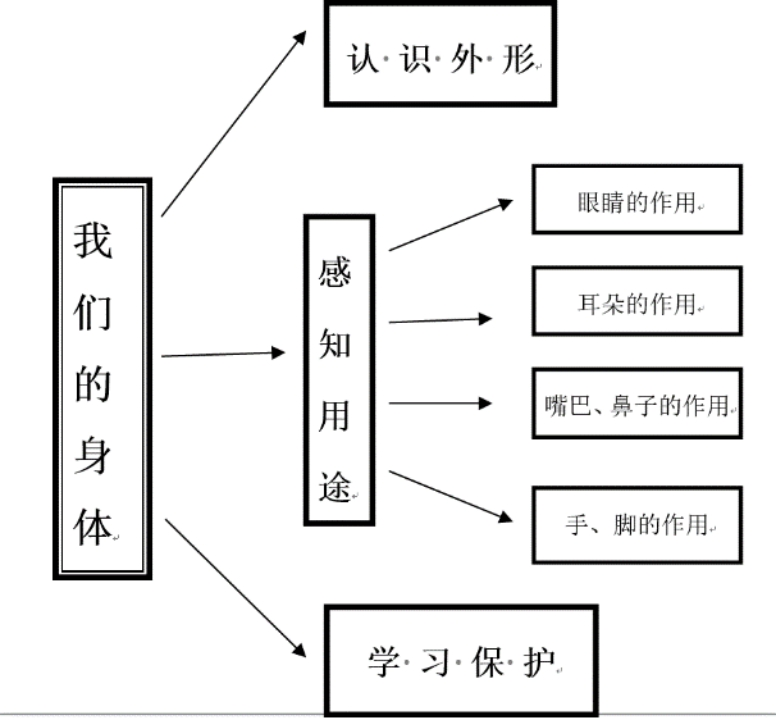 认识外形
我们的身体
感知用途
眼睛的作用
耳朵的作用
嘴巴、鼻子的作用
手、脚的作用
学习保护